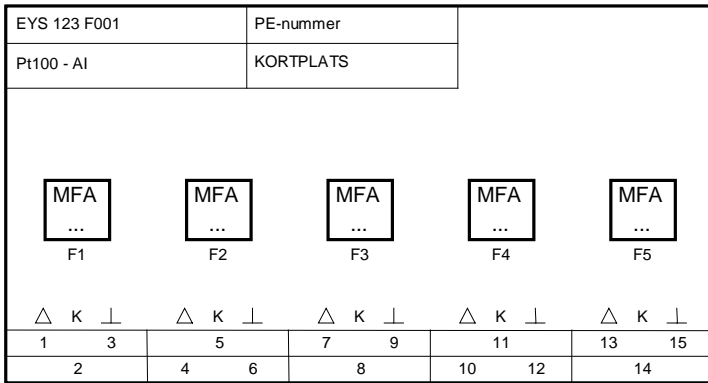 EYS 123 F001 PE-nummer
Pt100 - AI KORTPLATS
MFA MFA MFA MFA MFA
... ... ... ... ...
F1 F2 F3 F4 F5
△ K ⊥ △ K ⊥ △ K ⊥ △ K ⊥ △ K ⊥
1 3 5 7 9 11 13 15
2 4 6 8 10 12 14